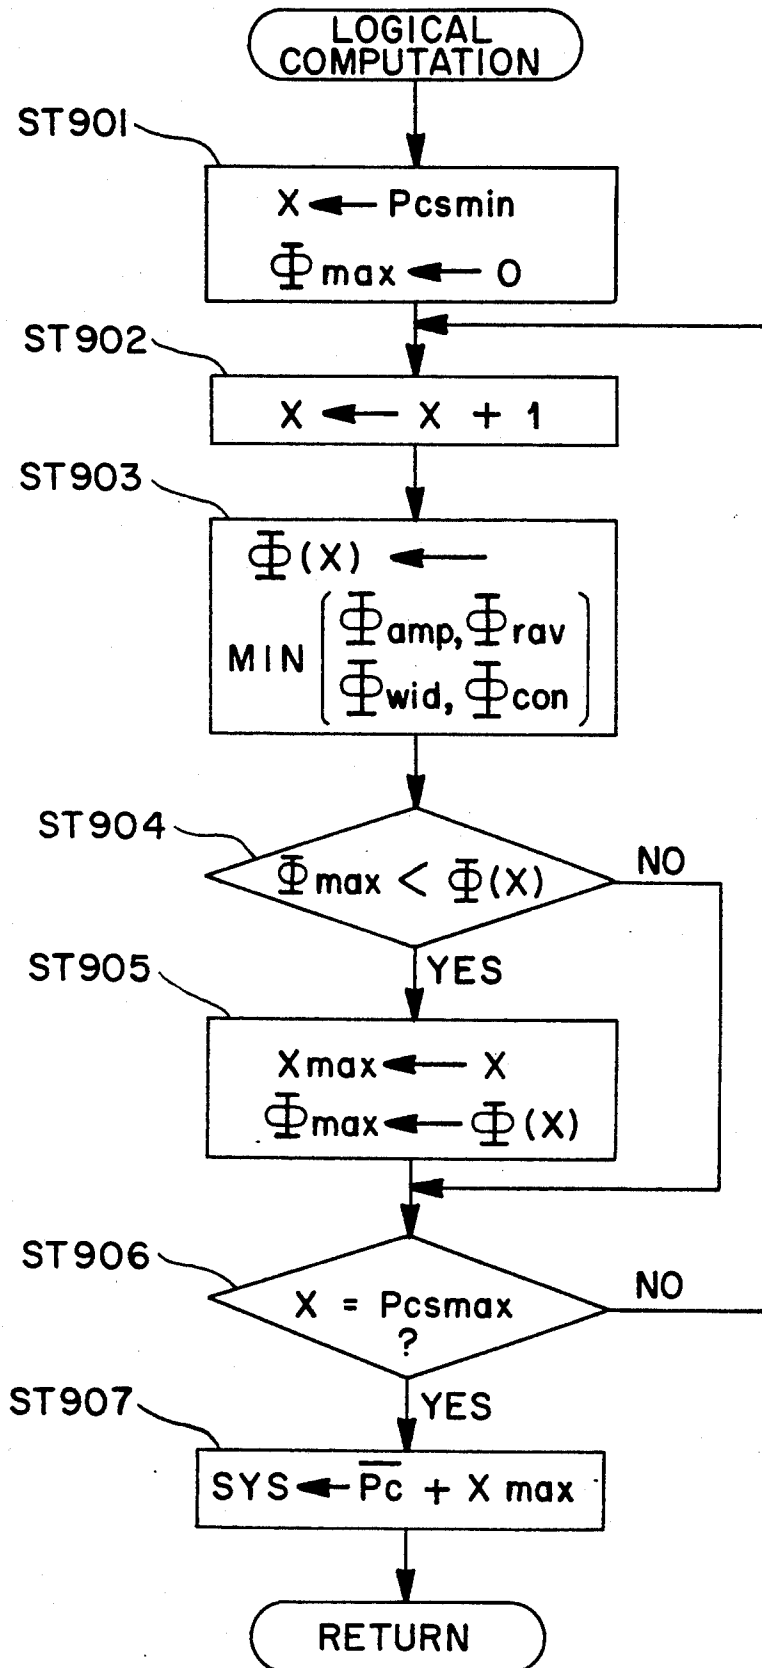 LOGICAL
COMPUTATION
ST901
X ← Pcsmin
Φmax ← 0
ST902
X ← X + 1
ST903
Φ(X) ←
MIN
Φamp, Φrav
Φwid, Φcon
ST904
Φmax < Φ(X)
NO
YES
ST905
Xmax ← X
Φmax ← Φ(X)
ST906
X = Pcsmax
?
NO
YES
ST907
SYS ← P̅c̅ + X max
RETURN